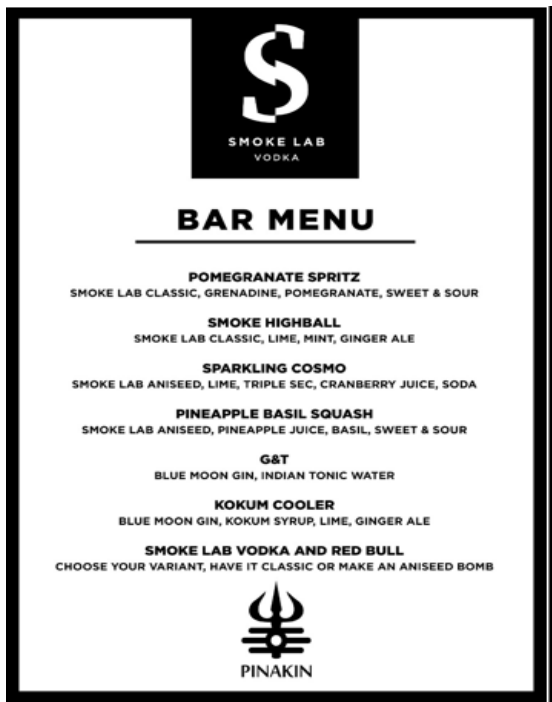 S
SMOKE LAB
VODKA
BAR MENU
POMEGRANATE SPRITZ
SMOKE LAB CLASSIC, GRENADINE, POMEGRANATE, SWEET & SOUR
SMOKE HIGHBALL
SMOKE LAB CLASSIC, LIME, MINT, GINGER ALE
SPARKLING COSMO
SMOKE LAB ANISEED, LIME, TRIPLE SEC, CRANBERRY JUICE, SODA
PINEAPPLE BASIL SQUASH
SMOKE LAB ANISEED, PINEAPPLE JUICE, BASIL, SWEET & SOUR
G&T
BLUE MOON GIN, INDIAN TONIC WATER
KOKUM COOLER
BLUE MOON GIN, KOKUM SYRUP, LIME, GINGER ALE
SMOKE LAB VODKA AND RED BULL
CHOOSE YOUR VARIANT, HAVE IT CLASSIC OR MAKE AN ANISEED BOMB
PINAKIN